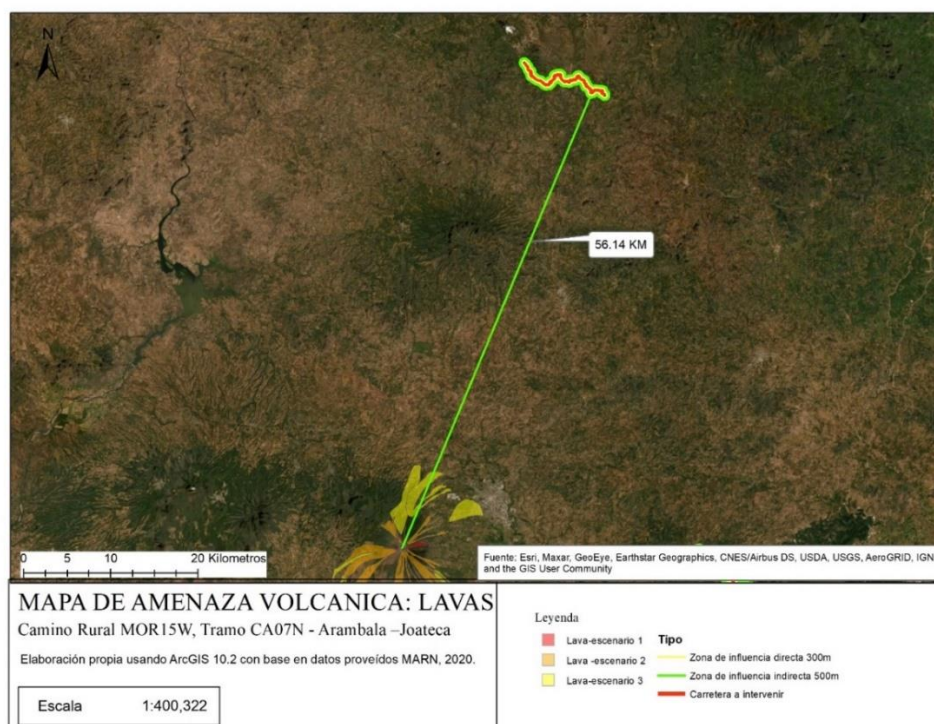 N
56.14 KM
0 5 10 20 Kilometros
Fuente: Esri, Maxar, GeoEye, Earthstar Geographics, CNES/Airbus DS, USDA, USGS, AeroGRID, IGN
and the GIS User Community
MAPA DE AMENAZA VOLCANICA: LAVAS
Camino Rural MOR15W, Tramo CA07N - Arambala –Joateca
Elaboración propia usando ArcGIS 10.2 con base en datos proveídos MARN, 2020.
Escala 1:400,322
Leyenda
Lava-escenario 1
Lava -escenario 2
Lava-escenario 3
Tipo
Zona de influencia directa 300m
Zona de influencia indirecta 500m
Carretera a intervenir